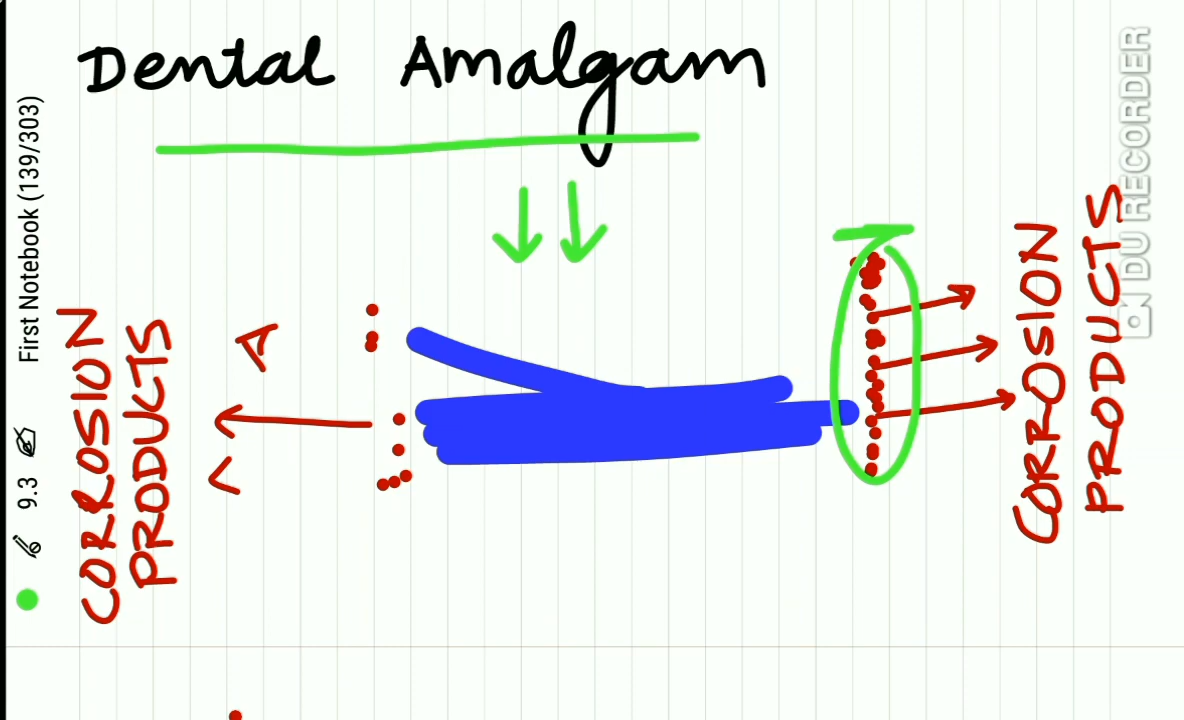 Dental Amalgam
First Notebook (139/303)
9.3
CORROSION
PRODUCTS
CORROSION
PRODUCTS
DU RECORDER